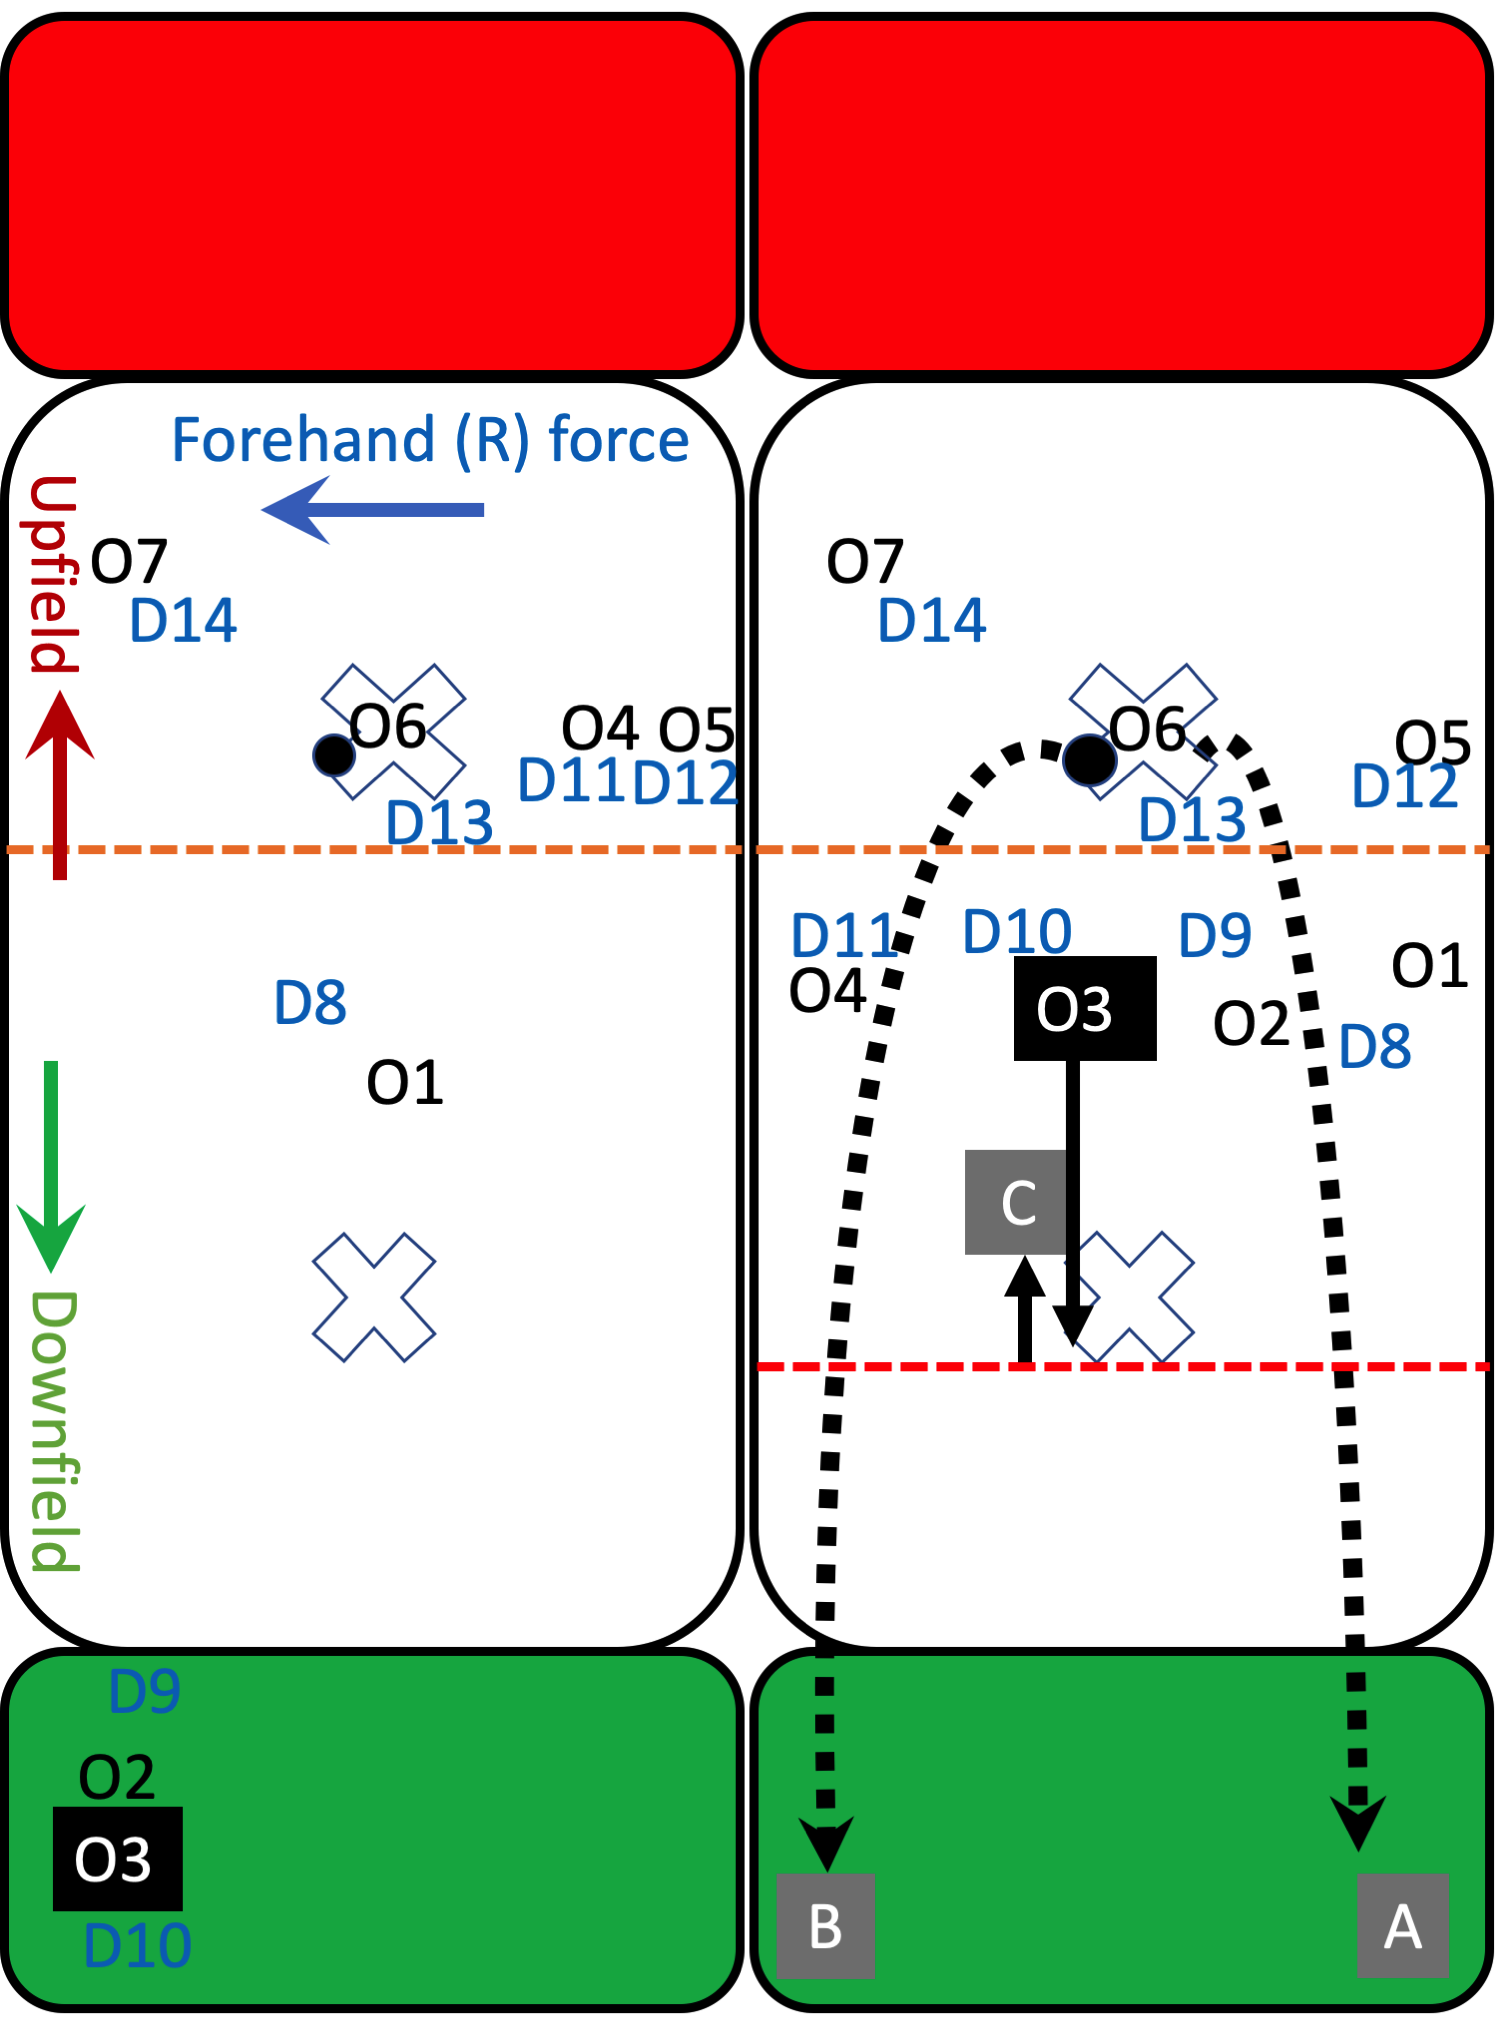 Forehand (R) force
Upfield
O7
D14
O6
O4
O5
D11
D12
D13
D8
O1
Downfield
D9
O2
O3
D10
O7
D14
O6
O5
D12
D13
D11
D10
D9
O4
O3
O2
O1
D8
C
B
A